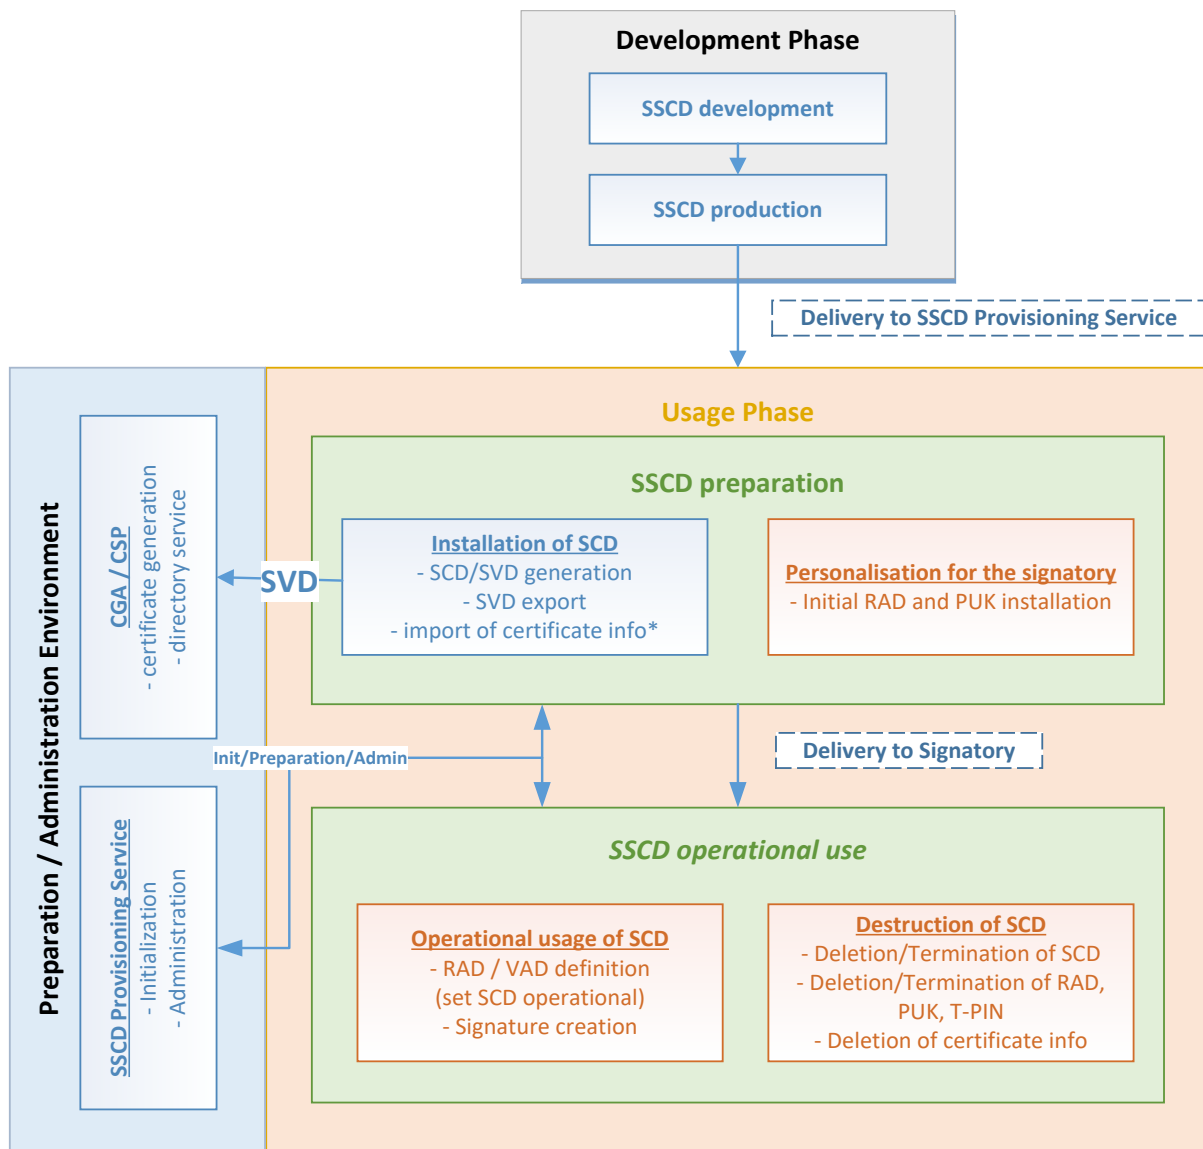 Development Phase
SSCD development
SSCD production
Delivery to SSCD Provisioning Service
Preparation / Administration Environment
CGA / CSP
- certificate generation
- directory service
SSCD Provisioning Service
- Initialization
- Administration
Usage Phase
SSCD preparation
SVD
Installation of SCD
- SCD/SVD generation
- SVD export
- import of certificate info*
Personalisation for the signatory
- Initial RAD and PUK installation
Init/Preparation/Admin
Delivery to Signatory
SSCD operational use
Operational usage of SCD
- RAD / VAD definition
(set SCD operational)
- Signature creation
Destruction of SCD
- Deletion/Termination of SCD
- Deletion/Termination of RAD,
PUK, T-PIN
- Deletion of certificate info